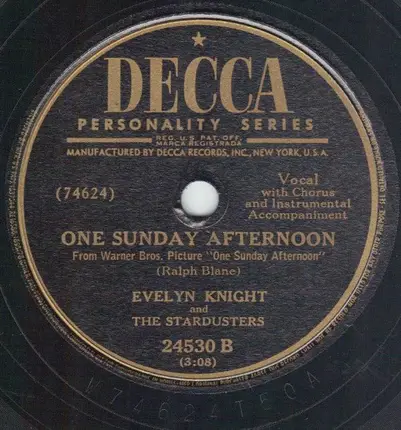 DECCA
PERSONALITY SERIES
REG. U.S. PAT. OFF.
MARCA REGISTRADA
MANUFACTURED BY DECCA RECORDS, INC., NEW YORK, U.S.A.
(74624)
Vocal
with Chorus
and Instrumental
Accompaniment
ONE SUNDAY AFTERNOON
From Warner Bros. Picture "One Sunday Afternoon"
(Ralph Blane)
EVELYN KNIGHT
and
THE STARDUSTERS
24530 B
(3:08)